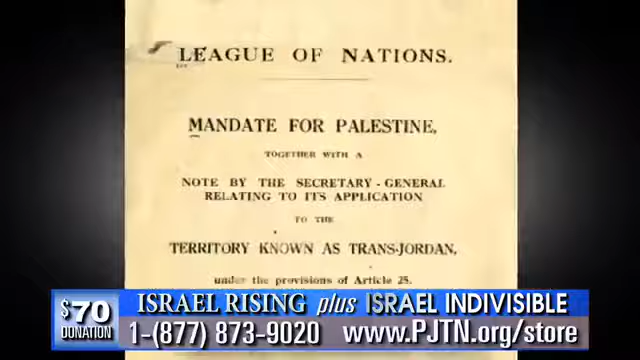 LEAGUE OF NATIONS.
MANDATE FOR PALESTINE,
TOGETHER WITH A
NOTE BY THE SECRETARY - GENERAL
RELATING TO ITS APPLICATION
TO THE
TERRITORY KNOWN AS TRANS-JORDAN,
under the provisions of Article 25.
$70 DONATION
ISRAEL RISING plus ISRAEL INDIVISIBLE
1-(877) 873-9020 www.PJTN.org/store